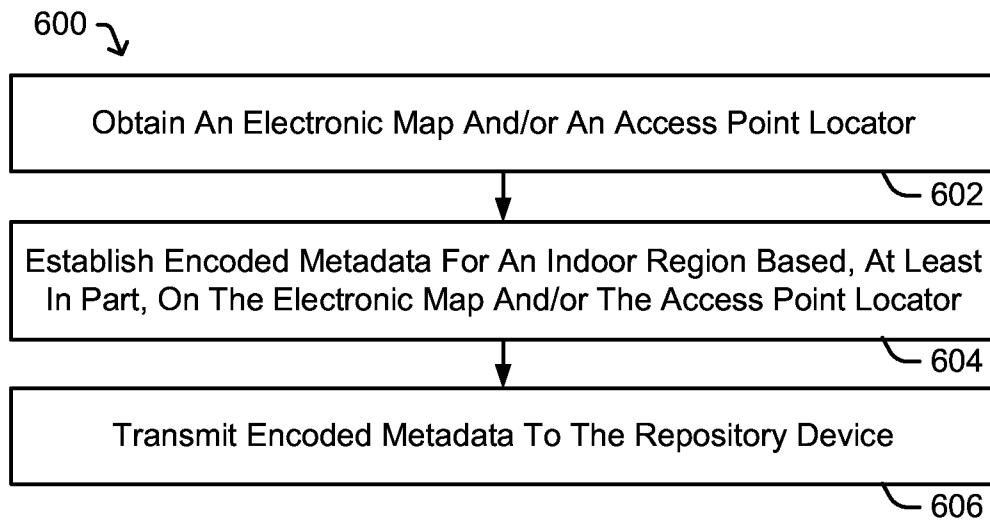 600
Obtain An Electronic Map And/or An Access Point Locator
602
Establish Encoded Metadata For An Indoor Region Based, At Least
In Part, On The Electronic Map And/or The Access Point Locator
604
Transmit Encoded Metadata To The Repository Device
606